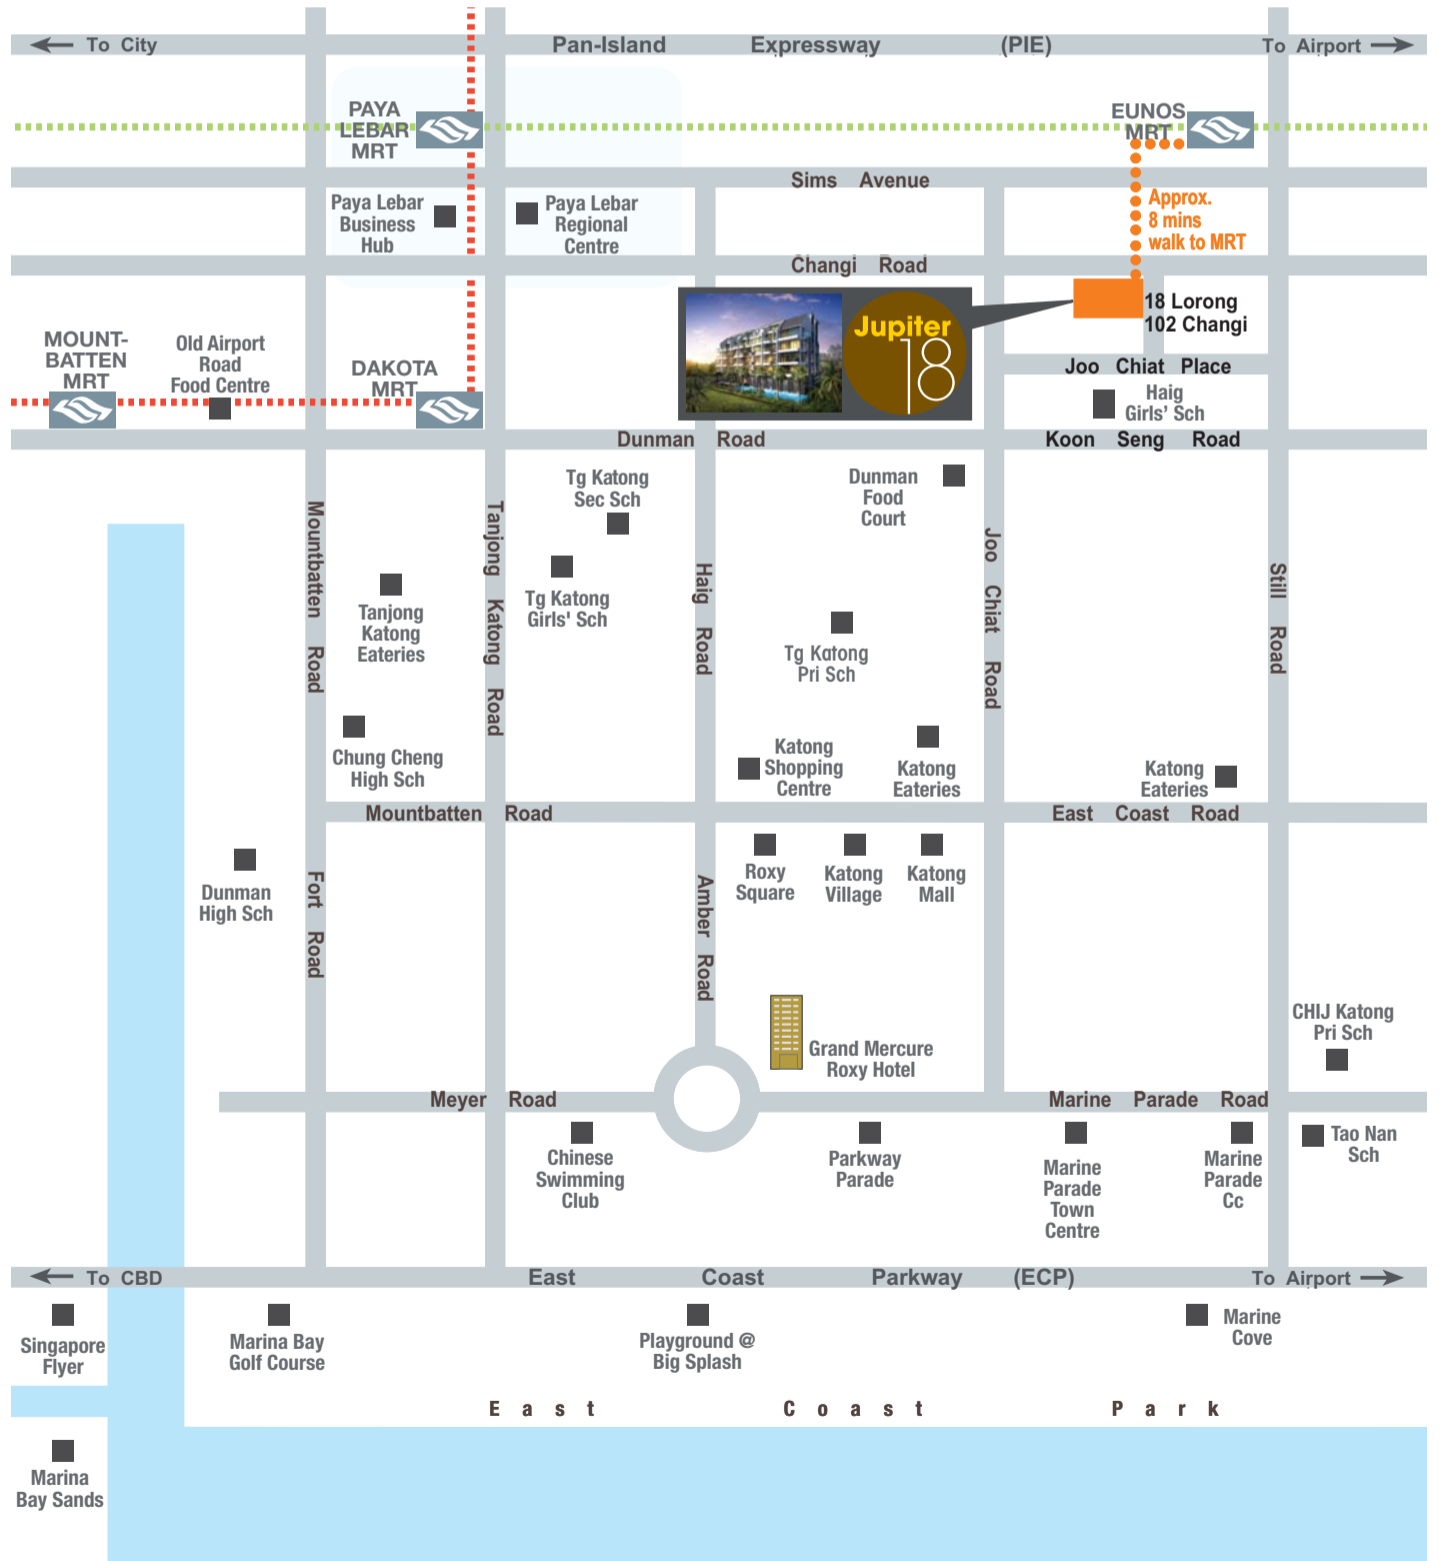 To City
Pan-Island Expressway (PIE)
To Airport
PAYA
LEBAR
MRT
EUNOS
MRT
Sims Avenue
Paya Lebar
Business
Hub
Paya Lebar
Regional
Centre
Approx.
8 mins
walk to MRT
Changi Road
Jupiter
18
18 Lorong
102 Changi
MOUNT-
BATTEN
MRT
Old Airport
Road
Food Centre
DAKOTA
MRT
Joo Chiat Place
Haig
Girls' Sch
Dunman Road
Koon Seng Road
Tg Katong
Sec Sch
Dunman
Food
Court
Mountbatten Road
Tanjong Katong Road
Haig Road
Joo Chiat Road
Still Road
Tanjong
Katong
Eateries
Tg Katong
Girls' Sch
Tg Katong
Pri Sch
Chung Cheng
High Sch
Katong
Shopping
Centre
Katong
Eateries
Katong
Eateries
Mountbatten Road
East Coast Road
Dunman
High Sch
Fort Road
Amber Road
Roxy
Square
Katong
Village
Katong
Mall
Grand Mercure
Roxy Hotel
CHIJ Katong
Pri Sch
Meyer Road
Marine Parade Road
Chinese
Swimming
Club
Parkway
Parade
Marine
Parade
Town
Centre
Marine
Parade
Cc
Tao Nan
Sch
To CBD
East Coast Parkway (ECP)
To Airport
Singapore
Flyer
Marina Bay
Golf Course
Playground @
Big Splash
Marine
Cove
East Coast Park
Marina
Bay Sands